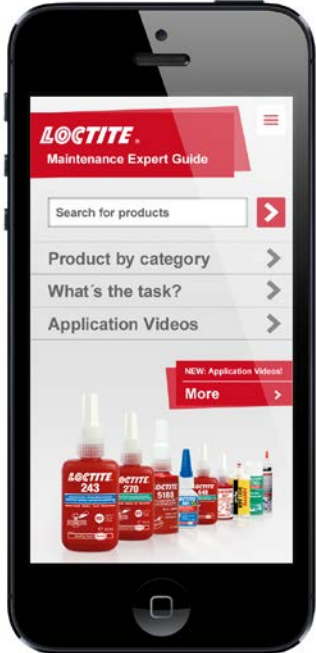 LOCTITE.
Maintenance Expert Guide
Search for products
Product by category
What´s the task?
Application Videos
NEW: Application Videos!
More
LOCTITE
243
LOCTITE
270
LOCTITE
5188